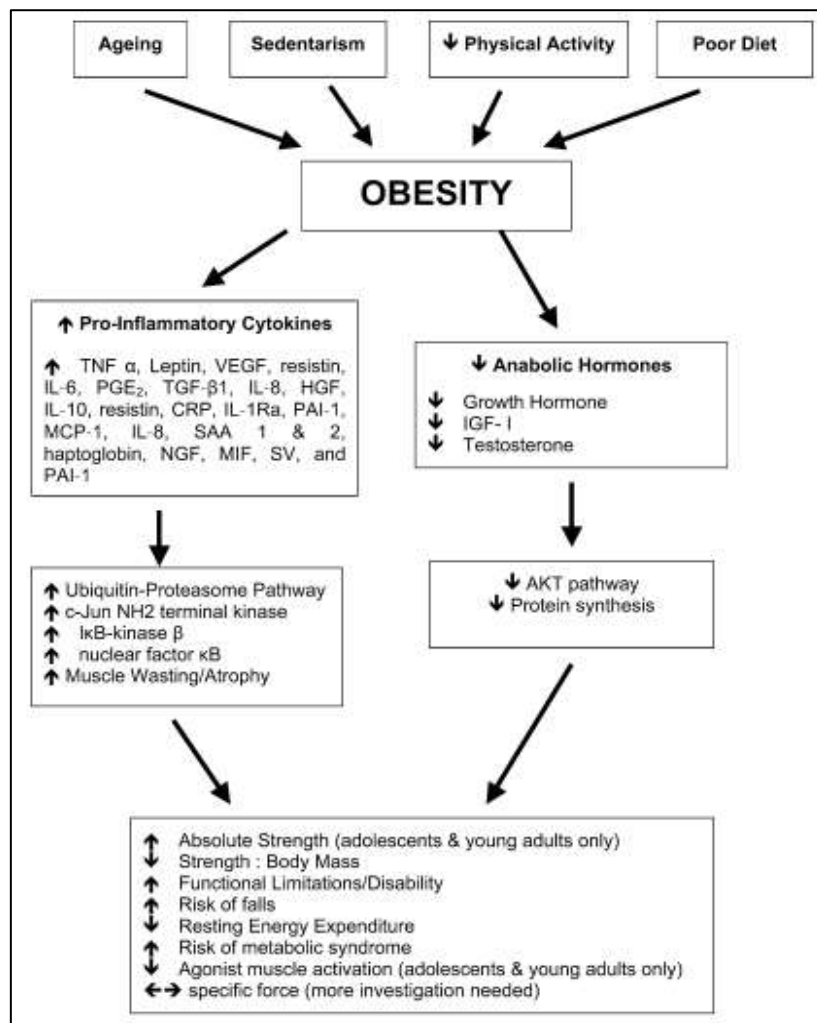 Ageing
Sedentarism
↓ Physical Activity
Poor Diet
OBESITY
↑ Pro-Inflammatory Cytokines
↑ TNF α, Leptin, VEGF, resistin,
IL-6, PGE₂, TGF-β1, IL-8, HGF,
IL-10, resistin, CRP, IL-1Ra, PAI-1,
MCP-1, IL-8, SAA 1 & 2,
haptoglobin, NGF, MIF, SV, and
PAI-1
↓ Anabolic Hormones
↓ Growth Hormone
↓ IGF- I
↓ Testosterone
↑ Ubiquitin-Proteasome Pathway
↑ c-Jun NH2 terminal kinase
↑ IκB-kinase β
↑ nuclear factor κB
↑ Muscle Wasting/Atrophy
↓ AKT pathway
↓ Protein synthesis
↑ Absolute Strength (adolescents & young adults only)
↓ Strength : Body Mass
↑ Functional Limitations/Disability
↑ Risk of falls
↓ Resting Energy Expenditure
↑ Risk of metabolic syndrome
↓ Agonist muscle activation (adolescents & young adults only)
←→ specific force (more investigation needed)